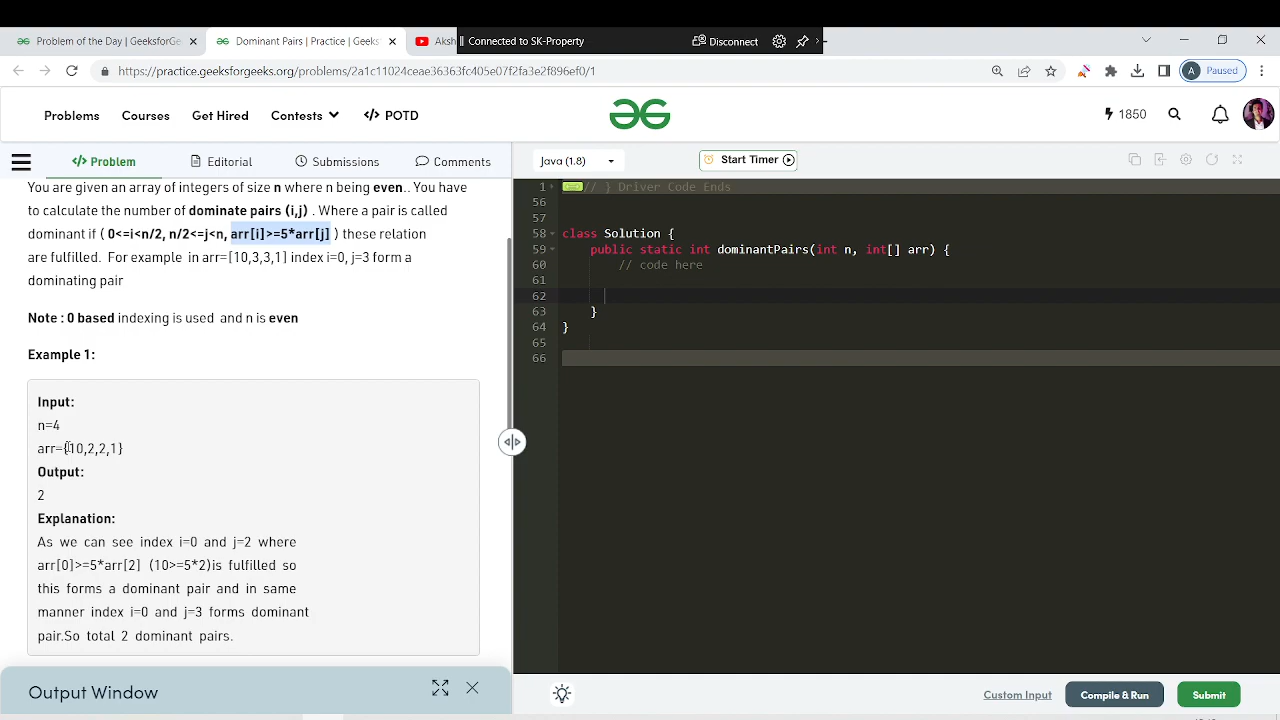 Problem of the Day | GeeksforGe
Dominant Pairs | Practice | Geeks
Aksh
Connected to SK-Property
Disconnect
https://practice.geeksforgeeks.org/problems/2a1c11024ceae36363fc405e07f2fa3e2f896ef0/1
A Paused
Problems Courses Get Hired Contests </> POTD
1850
</> Problem Editorial Submissions Comments
Java (1.8)
Start Timer
You are given an array of integers of size n where n being even.. You have
to calculate the number of dominate pairs (i,j) . Where a pair is called
dominant if ( 0<=i<n/2, n/2<=j<n, arr[i]>=5*arr[j] ) these relation
are fulfilled. For example in arr=[10,3,3,1] index i=0, j=3 form a
dominating pair
Note : 0 based indexing is used and n is even
Example 1:
Input:
n=4
arr={10,2,2,1}
Output:
2
Explanation:
As we can see index i=0 and j=2 where
arr[0]>=5*arr[2] (10>=5*2)is fulfilled so
this forms a dominant pair and in same
manner index i=0 and j=3 forms dominant
pair.So total 2 dominant pairs.
Output Window
1 // } Driver Code Ends
56
57
58 class Solution {
59 public static int dominantPairs(int n, int[] arr) {
60 // code here
61
62
63 }
64 }
65
66
Custom Input
Compile & Run
Submit